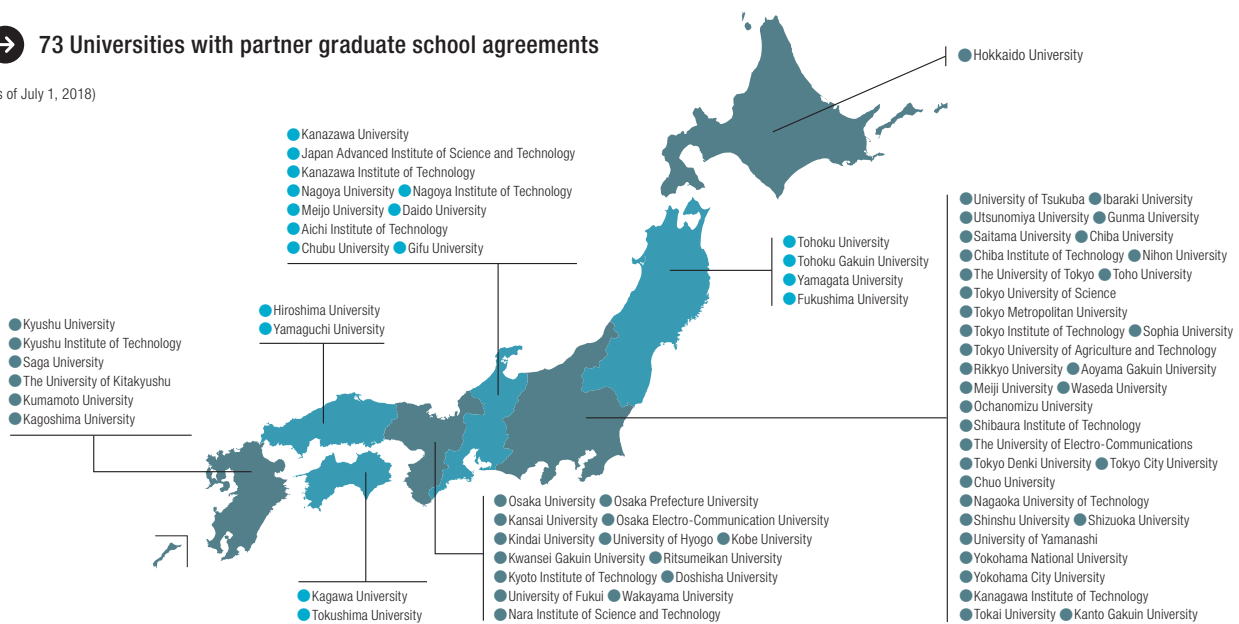 73 Universities with partner graduate school agreements
s of July 1, 2018)
Hokkaido University
Kanazawa University
Japan Advanced Institute of Science and Technology
Kanazawa Institute of Technology
Nagoya University Nagoya Institute of Technology
Meijo University Daido University
Aichi Institute of Technology
Chubu University Gifu University
Tohoku University
Tohoku Gakuin University
Yamagata University
Fukushima University
Hiroshima University
Yamaguchi University
Kyushu University
Kyushu Institute of Technology
Saga University
The University of Kitakyushu
Kumamoto University
Kagoshima University
University of Tsukuba Ibaraki University
Utsunomiya University Gunma University
Saitama University Chiba University
Chiba Institute of Technology Nihon University
The University of Tokyo Toho University
Tokyo University of Science
Tokyo Metropolitan University
Tokyo Institute of Technology Sophia University
Tokyo University of Agriculture and Technology
Rikkyo University Aoyama Gakuin University
Meiji University Waseda University
Ochanomizu University
Shibaura Institute of Technology
The University of Electro-Communications
Tokyo Denki University Tokyo City University
Chuo University
Nagaoka University of Technology
Shinshu University Shizuoka University
University of Yamanashi
Yokohama National University
Yokohama City University
Kanagawa Institute of Technology
Tokai University Kanto Gakuin University
Osaka University Osaka Prefecture University
Kansai University Osaka Electro-Communication University
Kindai University University of Hyogo Kobe University
Kwansei Gakuin University Ritsumeikan University
Kyoto Institute of Technology Doshisha University
University of Fukui Wakayama University
Nara Institute of Science and Technology
Kagawa University
Tokushima University